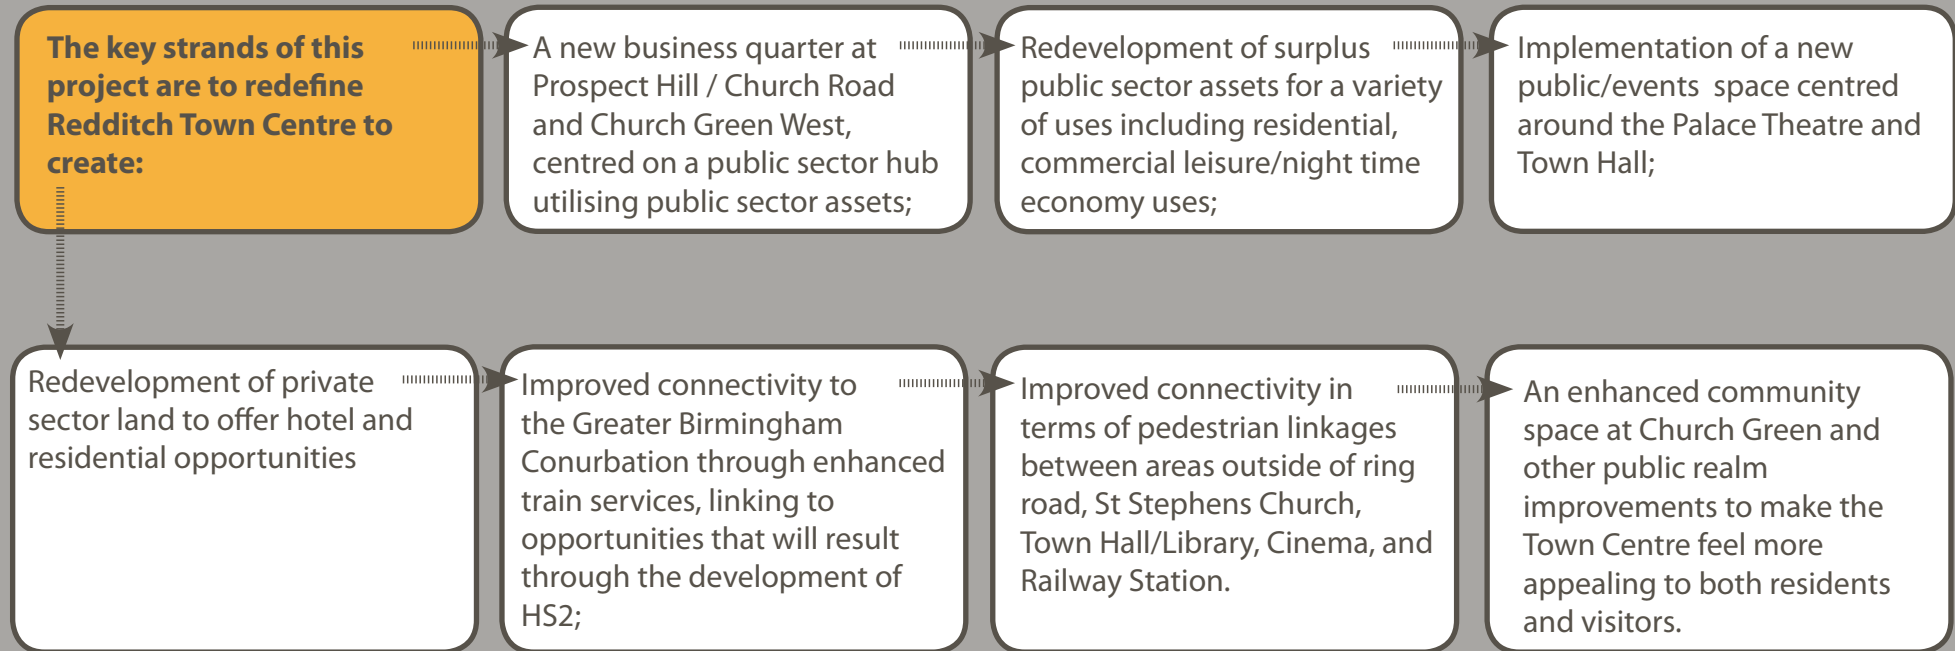 The key strands of this
project are to redefine
Redditch Town Centre to
create:
A new business quarter at
Prospect Hill / Church Road
and Church Green West,
centred on a public sector hub
utilising public sector assets;
Redevelopment of surplus
public sector assets for a variety
of uses including residential,
commercial leisure/night time
economy uses;
Implementation of a new
public/events  space centred
around the Palace Theatre and
Town Hall;
Redevelopment of private
sector land to offer hotel and
residential opportunities
Improved connectivity to
the Greater Birmingham
Conurbation through enhanced
train services, linking to
opportunities that will result
through the development of
HS2;
Improved connectivity in
terms of pedestrian linkages
between areas outside of ring
road, St Stephens Church,
Town Hall/Library, Cinema, and
Railway Station.
An enhanced community
space at Church Green and
other public realm
improvements to make the
Town Centre feel more
appealing to both residents
and visitors.